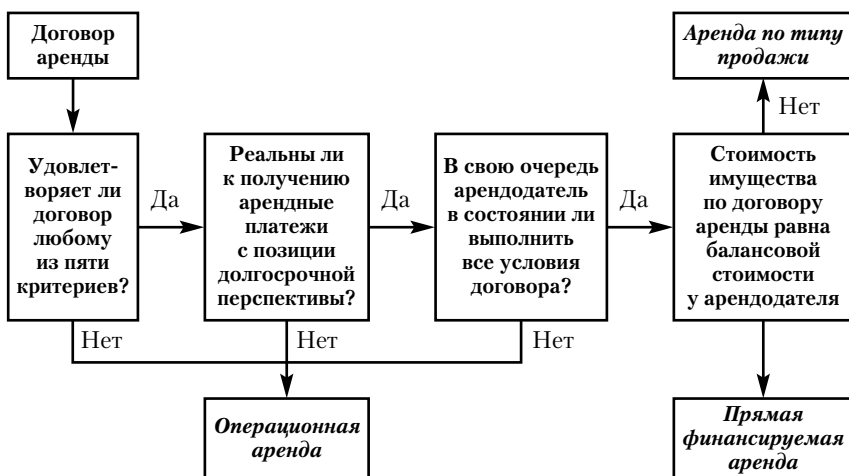 Договор
аренды
Аренда по типу
продажи
Нет
Удовлет-
воряет ли
договор
любому
из пяти
критериев?
Да
Реальны ли
к получению
арендные
платежи
с позиции
долгосрочной
перспективы?
Да
В свою очередь
арендодатель
в состоянии ли
выполнить
все условия
договора?
Да
Стоимость
имущества
по договору
аренды равна
балансовой
стоимости
у арендодателя
Нет
Нет
Нет
Операционная
аренда
Прямая
финансируемая
аренда